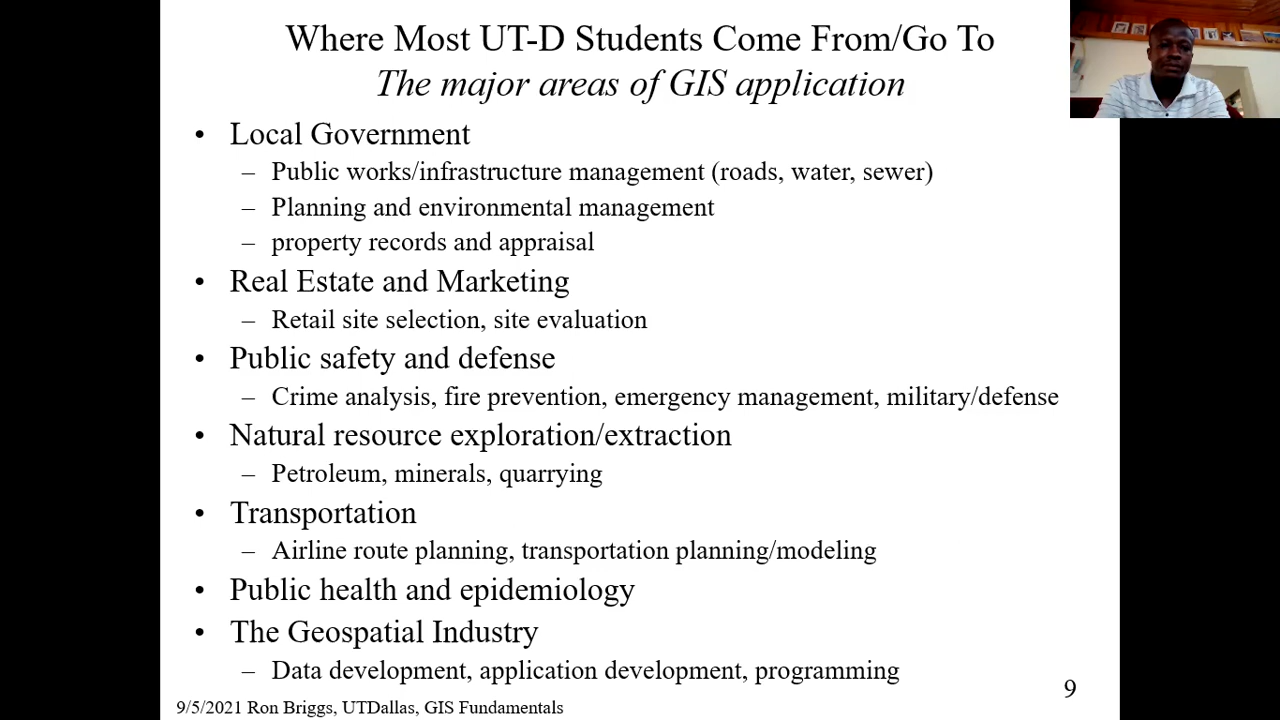 Where Most UT-D Students Come From/Go To
The major areas of GIS application
• Local Government
– Public works/infrastructure management (roads, water, sewer)
– Planning and environmental management
– property records and appraisal
• Real Estate and Marketing
– Retail site selection, site evaluation
• Public safety and defense
– Crime analysis, fire prevention, emergency management, military/defense
• Natural resource exploration/extraction
– Petroleum, minerals, quarrying
• Transportation
– Airline route planning, transportation planning/modeling
• Public health and epidemiology
• The Geospatial Industry
– Data development, application development, programming
9
9/5/2021 Ron Briggs, UTDallas, GIS Fundamentals